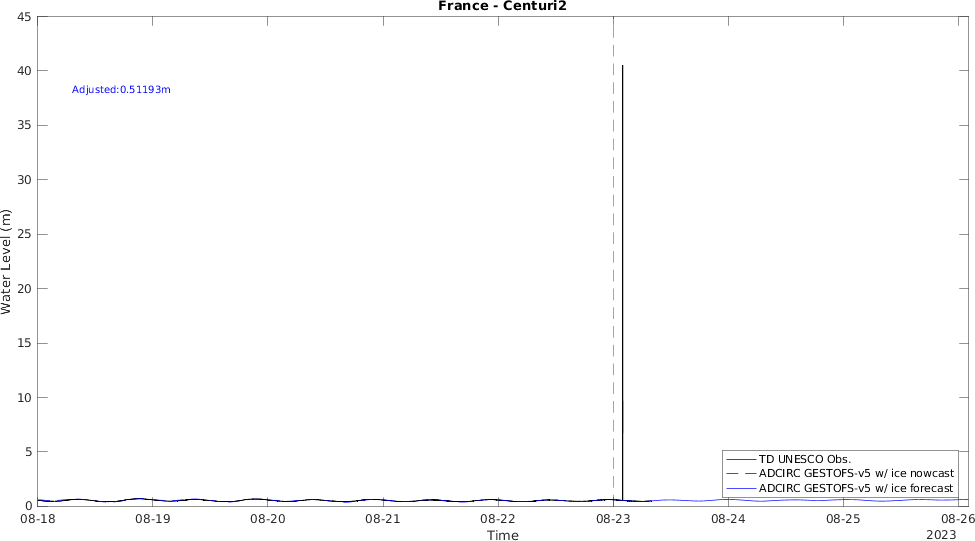 France - Centuri2
45
40
35
30
25
20
15
10
5
0
Water Level (m)
Adjusted:0.51193m
TD UNESCO Obs.
ADCIRC GESTOFS-v5 w/ ice nowcast
ADCIRC GESTOFS-v5 w/ ice forecast
08-18 08-19 08-20 08-21 08-22 08-23 08-24 08-25 08-26
Time
2023